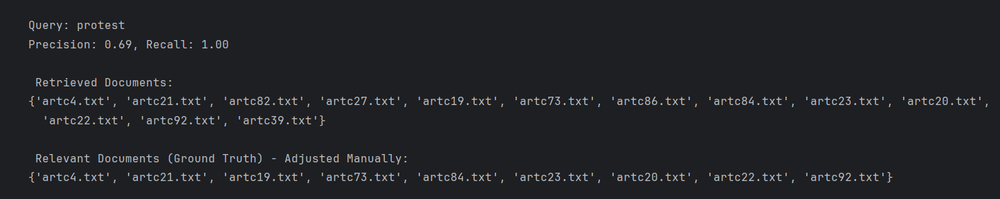 Query: protest
Precision: 0.69, Recall: 1.00
Retrieved Documents:
{'artc4.txt', 'artc21.txt', 'artc82.txt', 'artc27.txt', 'artc19.txt', 'artc73.txt', 'artc86.txt', 'artc84.txt', 'artc23.txt', 'artc20.txt',
'artc22.txt', 'artc92.txt', 'artc39.txt'}
Relevant Documents (Ground Truth) - Adjusted Manually:
{'artc4.txt', 'artc21.txt', 'artc19.txt', 'artc73.txt', 'artc84.txt', 'artc23.txt', 'artc20.txt', 'artc22.txt', 'artc92.txt'}